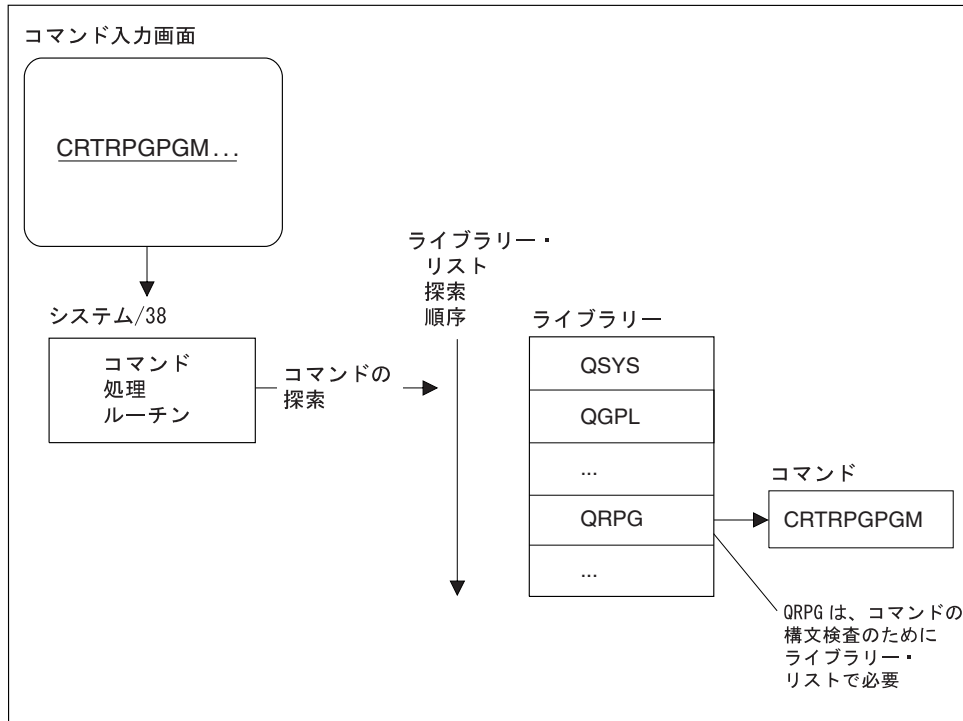 コマンド入力画面
CRTRPGPGM...
システム/38
コマンド
処理
ルーチン
コマンドの
探索
ライブラリー・
リスト
探索
順序
ライブラリー
QSYS
QGPL
...
QRPG
...
コマンド
CRTRPGPGM
QRPG は、コマンドの
構文検査のために
ライブラリー・
リストで必要